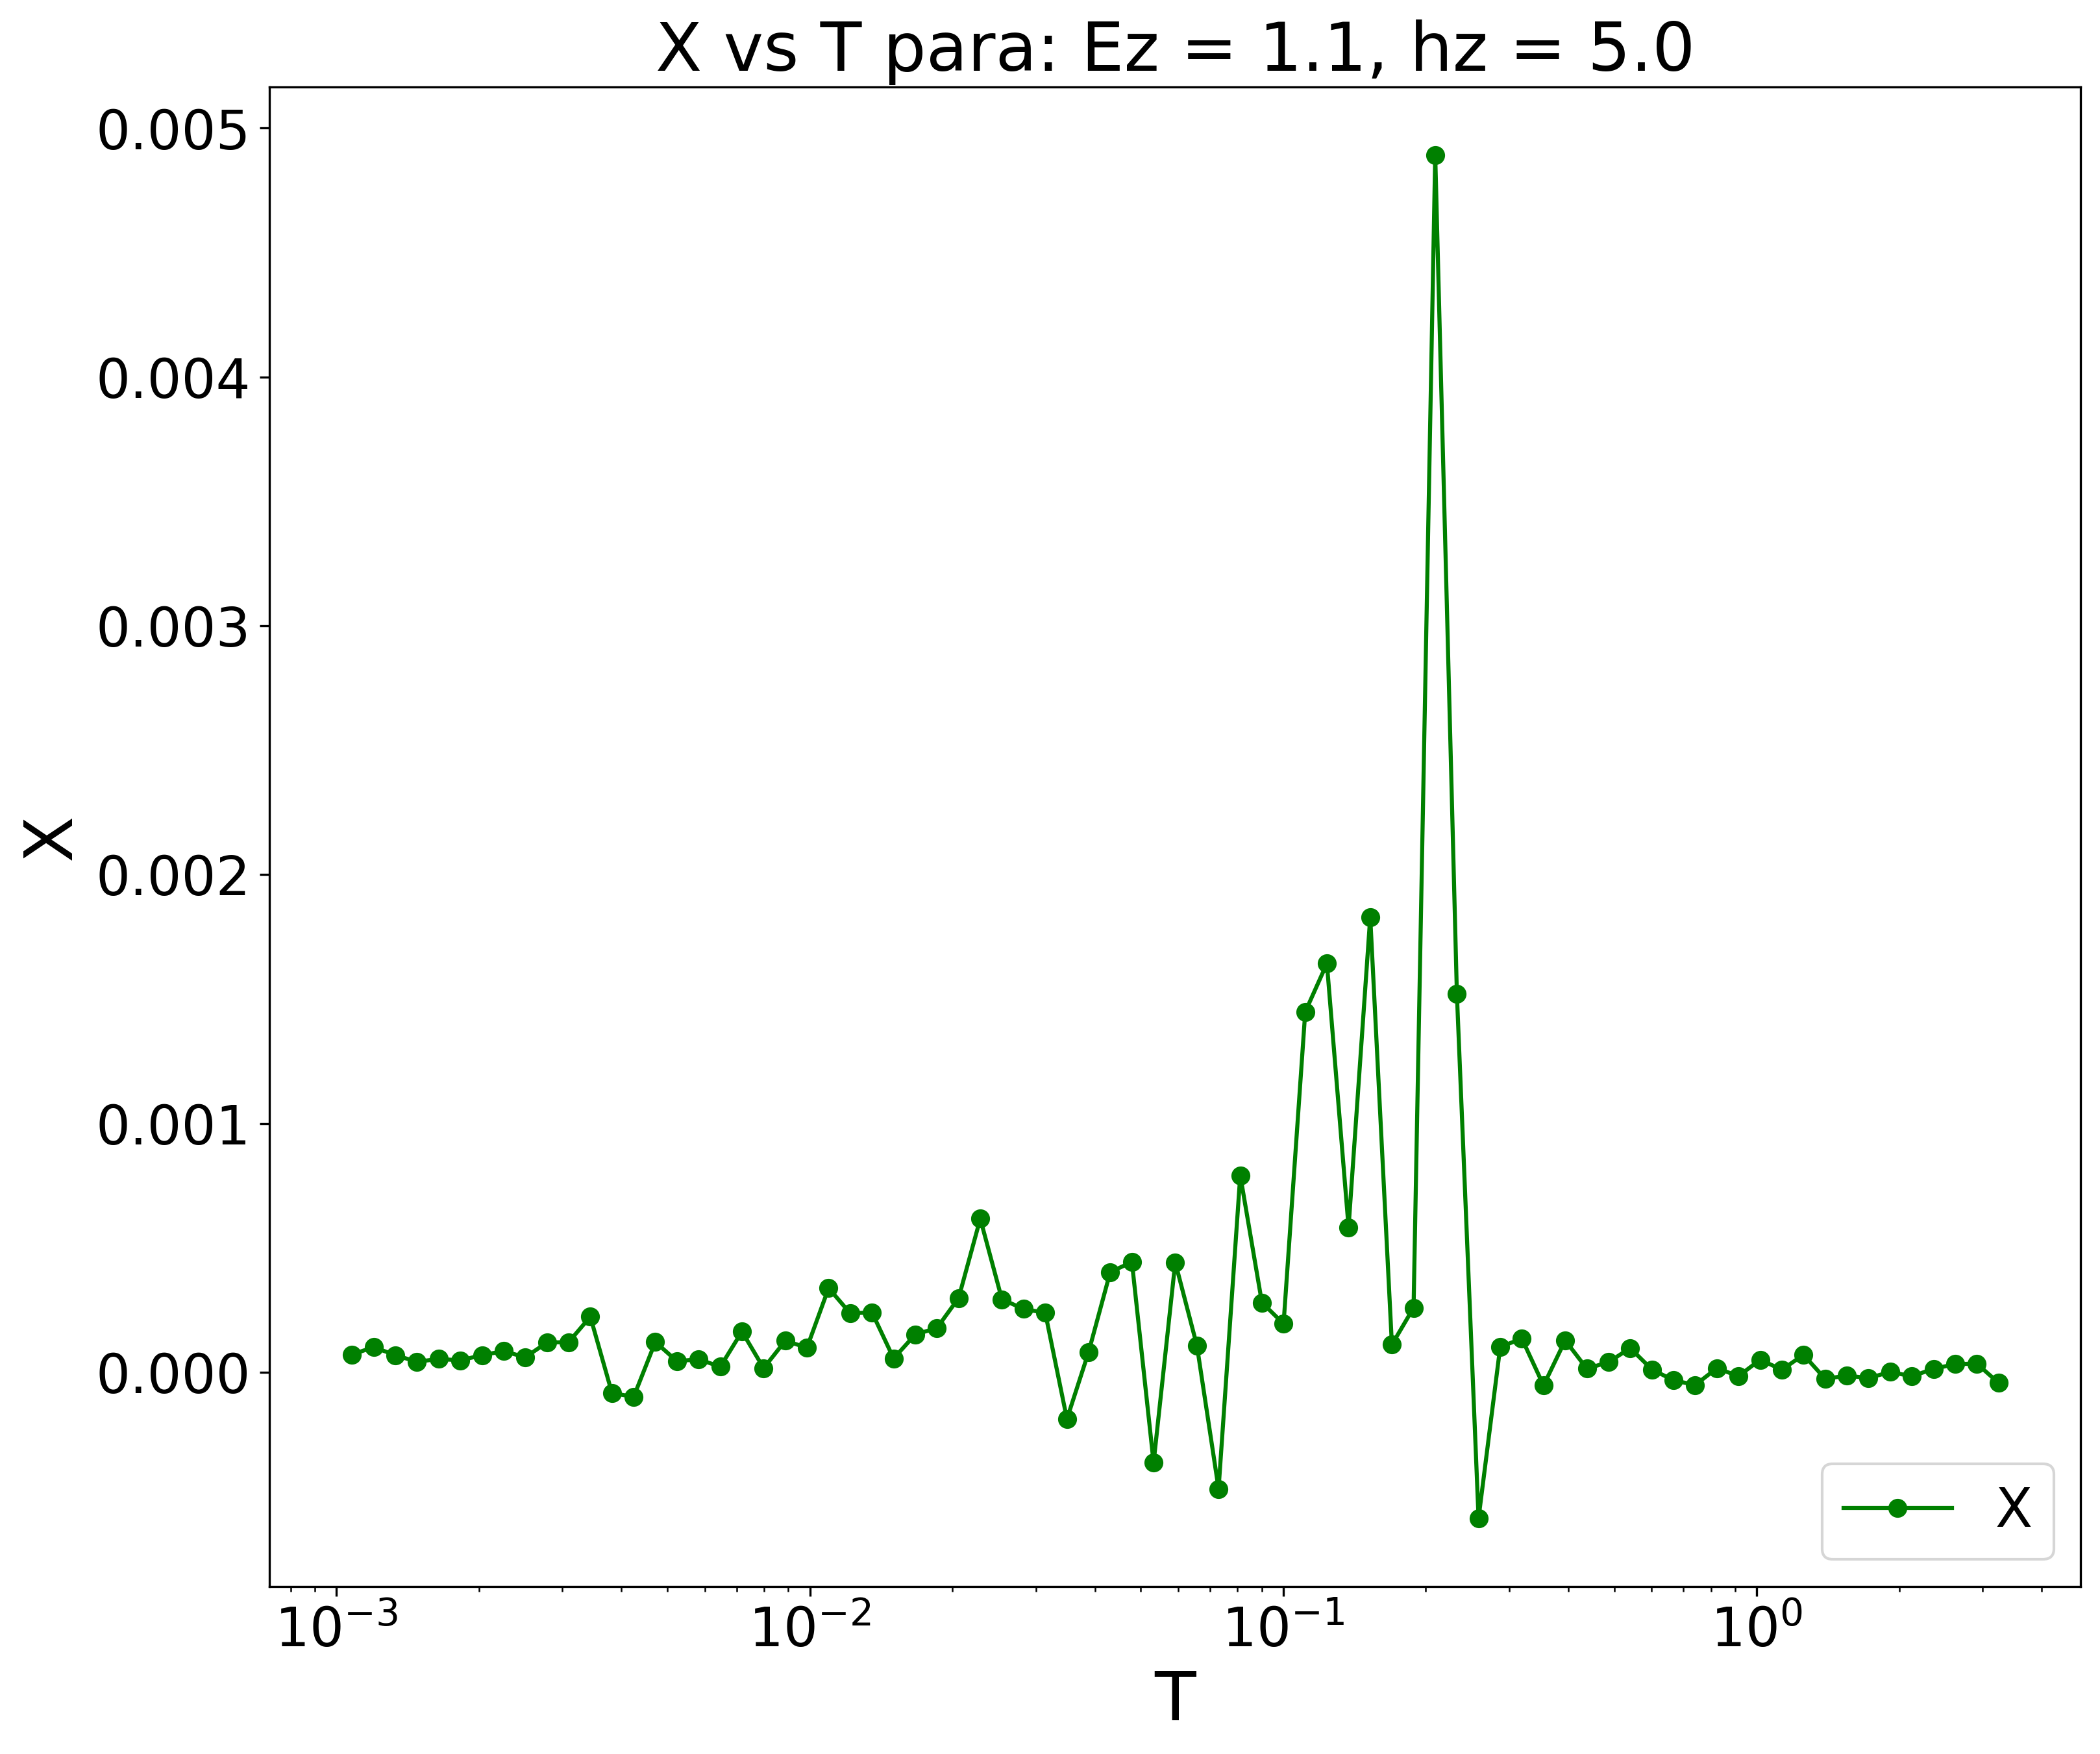 X vs T para: Ez = 1.1, hz = 5.0
0.005
0.004
0.003
0.002
0.001
0.000
X
10⁻³ 10⁻² 10⁻¹ 10⁰
T
X